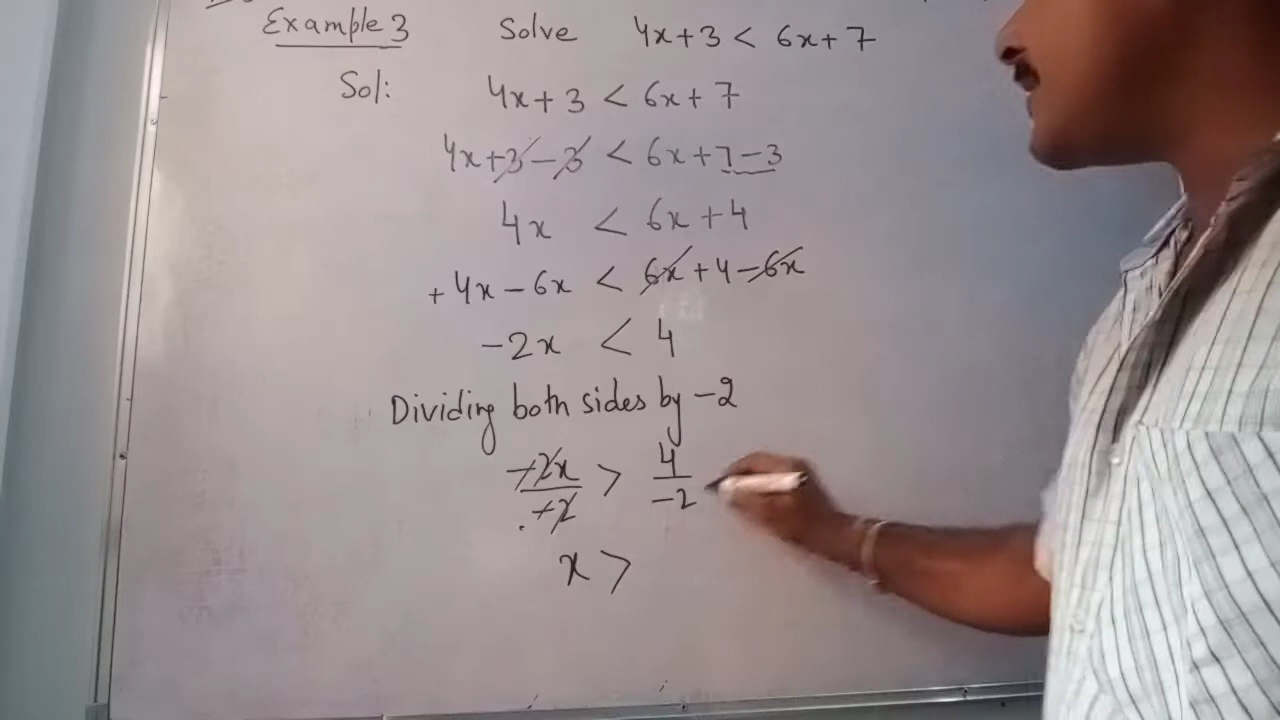 Example 3 Solve 4x+3 < 6x+7
Sol: 4x+3 < 6x+7
4x+3-3 < 6x+7-3
4x < 6x+4
+4x-6x < 6x+4-6x
-2x < 4
Dividing both sides by -2
-2x/-2 > 4/-2
x >